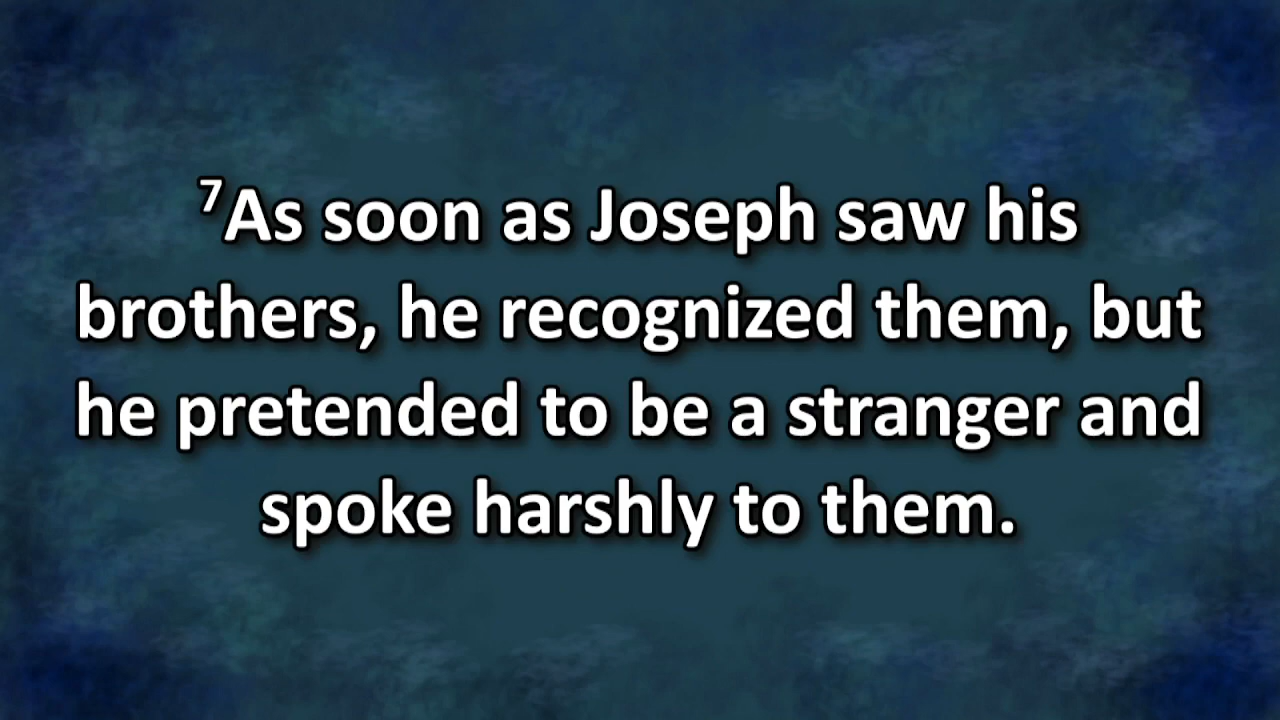 ⁷As soon as Joseph saw his
brothers, he recognized them, but
he pretended to be a stranger and
spoke harshly to them.